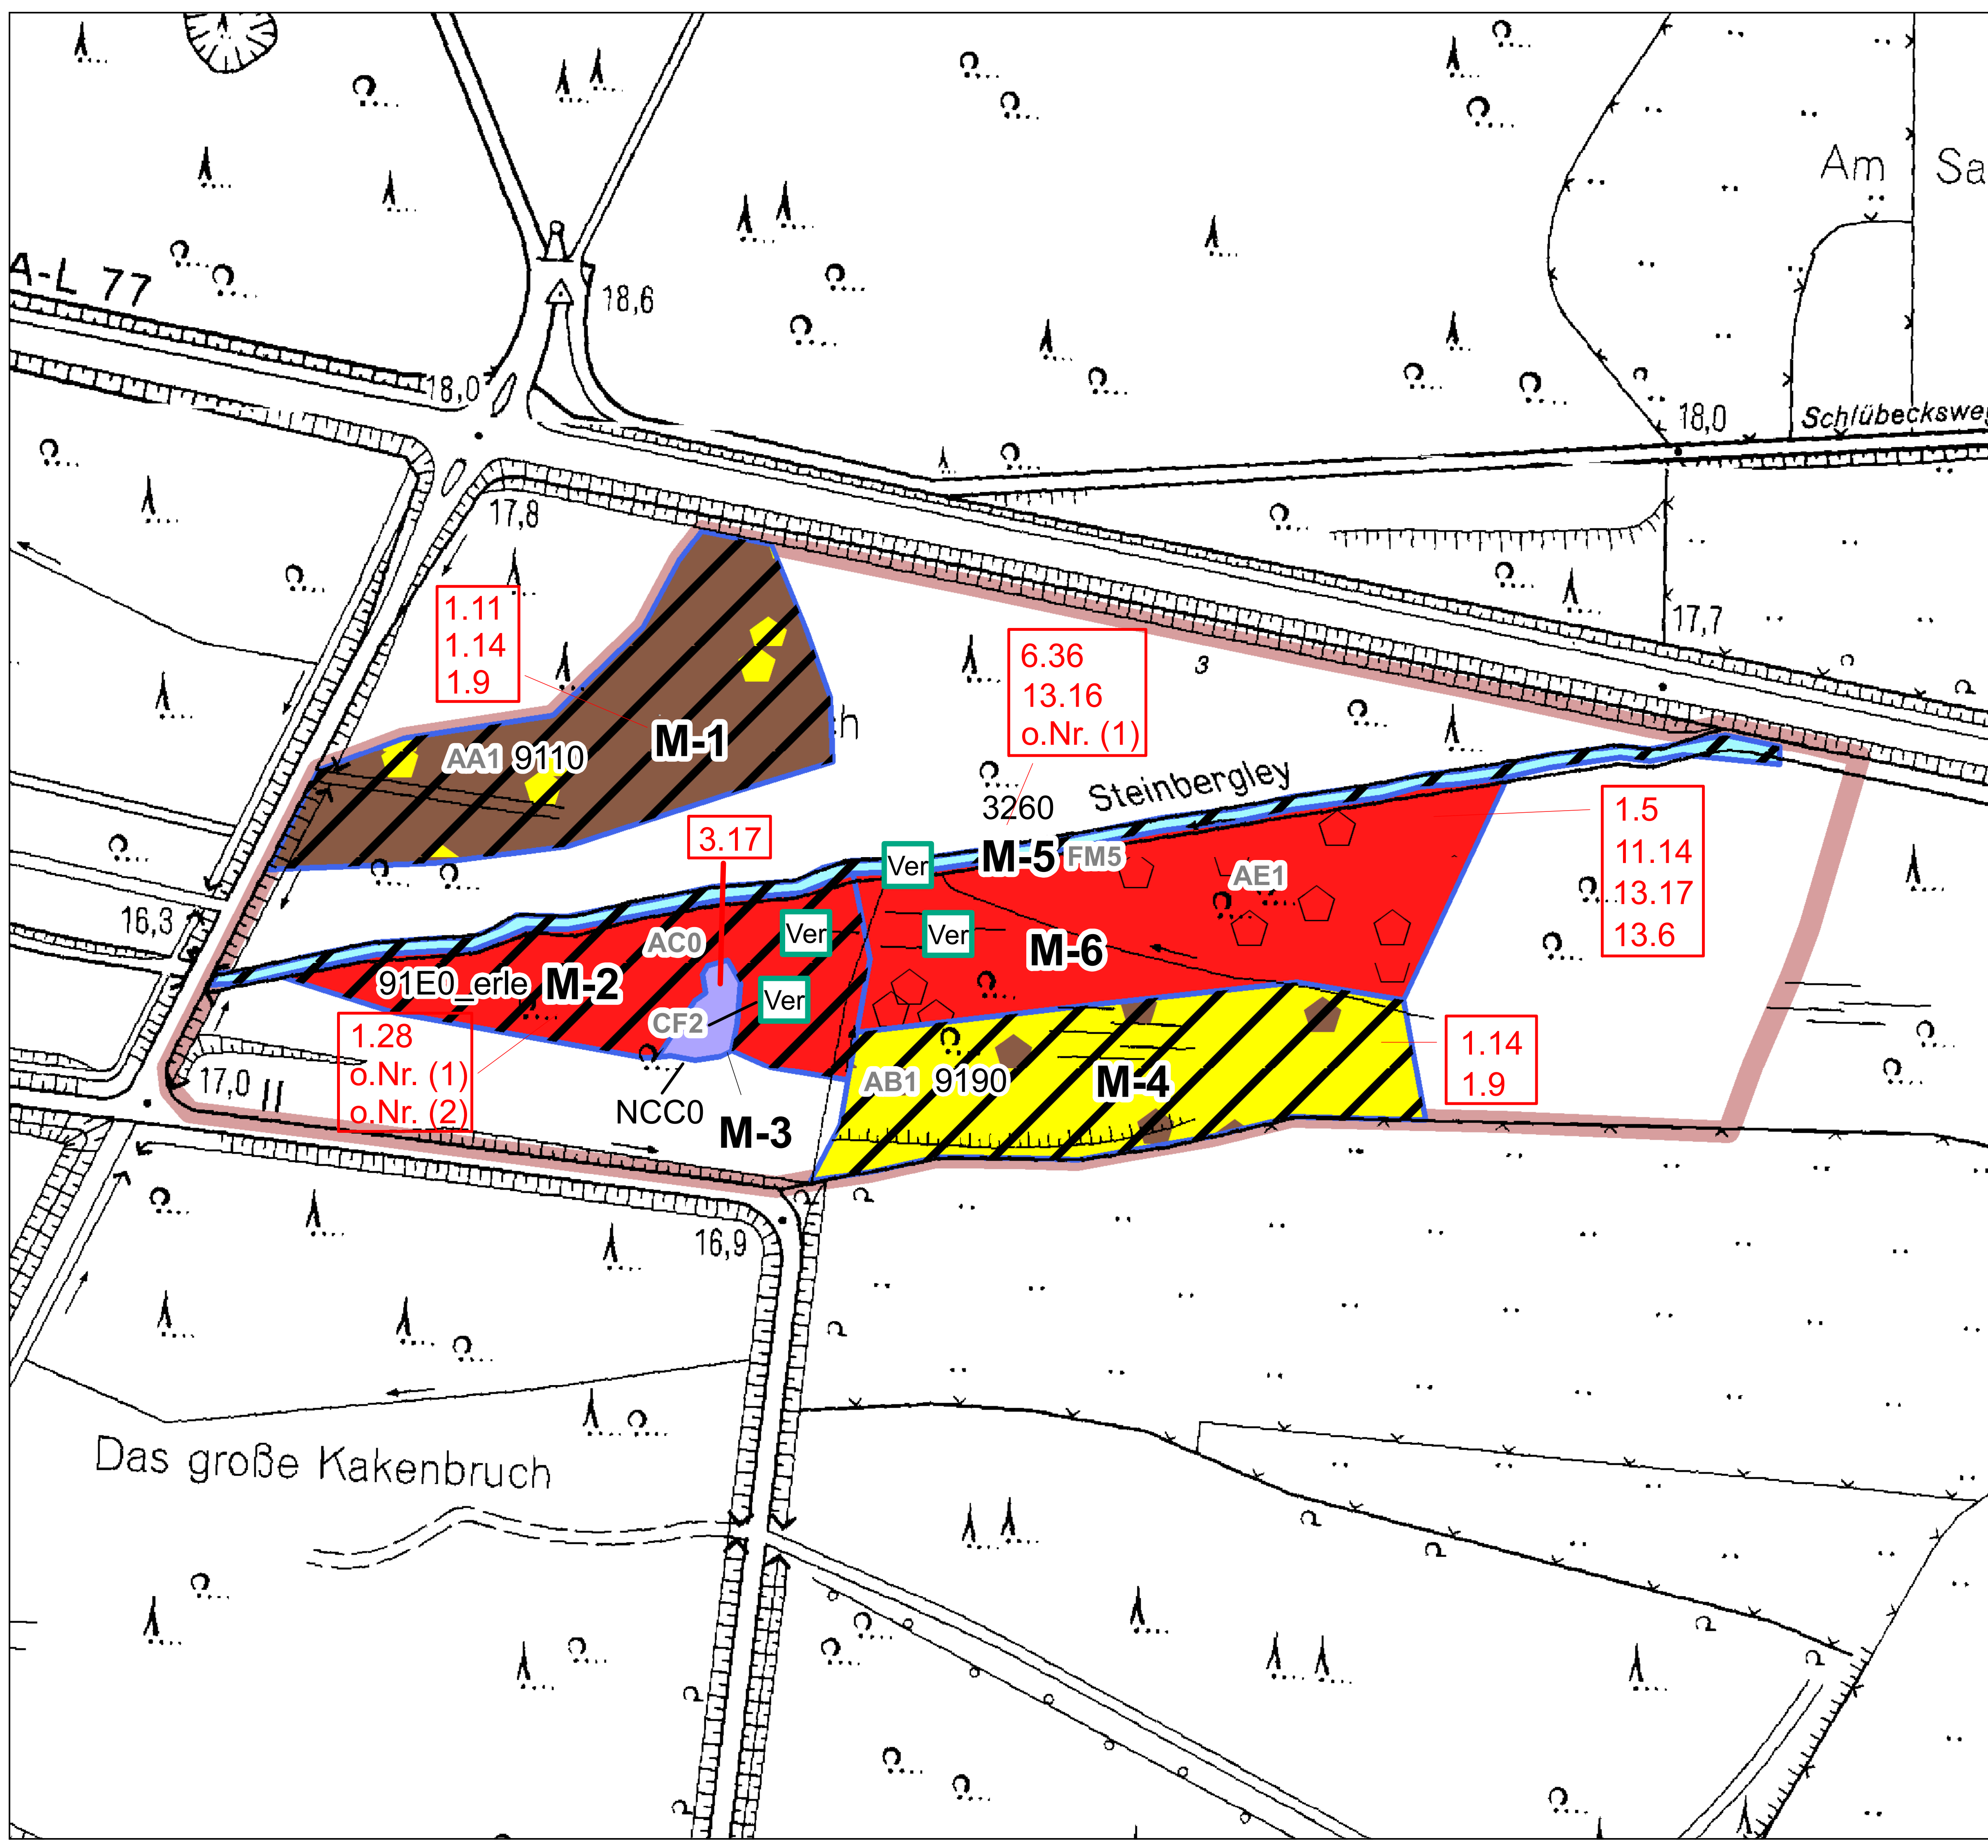 Am Sa
A-L 77
18,6
18,0
18,0
Schlübecksweg
17,8
1.11
1.14
1.9
17,7
6.36
13.16
o.Nr. (1)
3
M-1
h
AA1 9110
3260
Steinbergley
1.5
11.14
13.17
13.6
3.17
Ver
M-5 FM5
AE1
16,3
AC0
Ver
Ver
M-6
91E0_erle M-2
Ver
CF2
1.28
o.Nr. (1)
o.Nr. (2)
1.14
1.9
17,0
AB1 9190
M-4
NCC0
M-3
16,9
Das große Kakenbruch